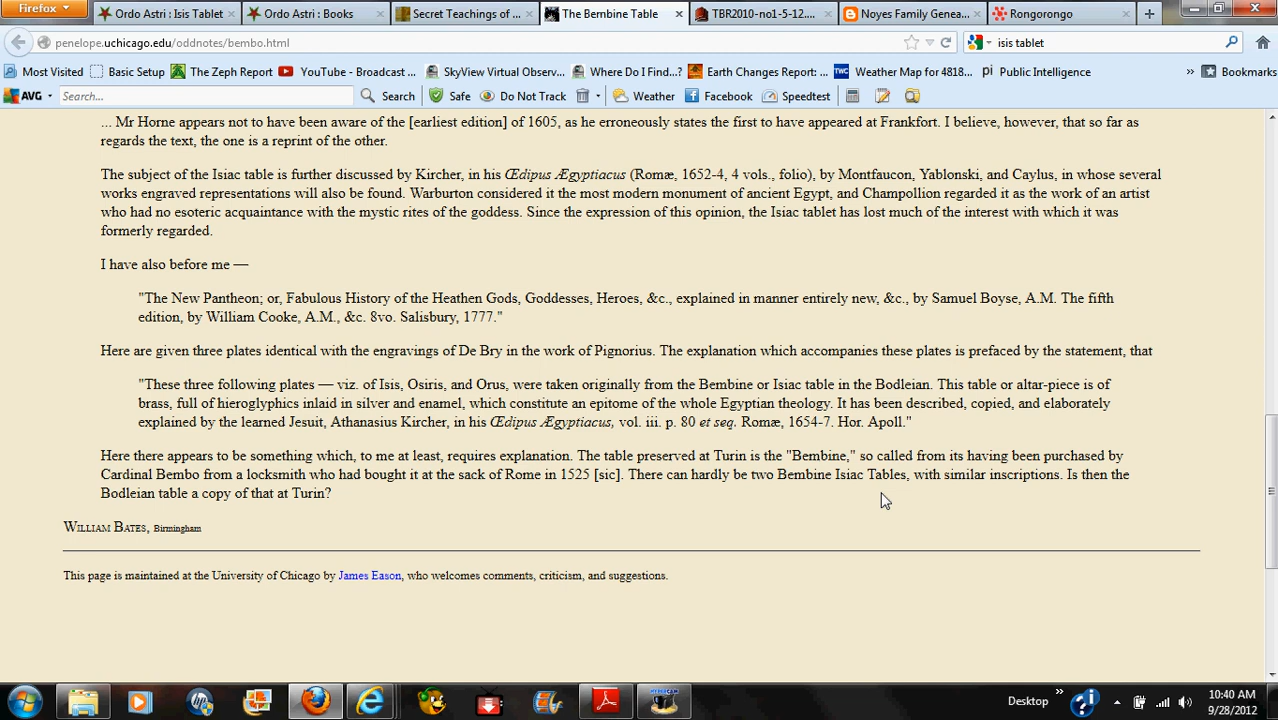 Firefox
Ordo Astri : Isis Tablet
Ordo Astri : Books
Secret Teachings of ...
The Bembine Table
TBR2010-no1-5-12....
Noyes Family Genea...
Rongorongo
penelope.uchicago.edu/oddnotes/bembo.html
isis tablet
Most Visited
Basic Setup
The Zeph Report
YouTube - Broadcast ...
SkyView Virtual Observ...
Where Do I Find...?
Earth Changes Report: ...
Weather Map for 4818...
Public Intelligence
Bookmarks
AVG
Search...
Search
Safe
Do Not Track
Weather
Facebook
Speedtest
... Mr Horne appears not to have been aware of the [earliest edition] of 1605, as he erroneously states the first to have appeared at Frankfort. I believe, however, that so far as
regards the text, the one is a reprint of the other.
The subject of the Isiac table is further discussed by Kircher, in his Œdipus Ægyptiacus (Romæ, 1652-4, 4 vols., folio), by Montfaucon, Yablonski, and Caylus, in whose several
works engraved representations will also be found. Warburton considered it the most modern monument of ancient Egypt, and Champollion regarded it as the work of an artist
who had no esoteric acquaintance with the mystic rites of the goddess. Since the expression of this opinion, the Isiac tablet has lost much of the interest with which it was
formerly regarded.
I have also before me —
"The New Pantheon; or, Fabulous History of the Heathen Gods, Goddesses, Heroes, &c., explained in manner entirely new, &c., by Samuel Boyse, A.M. The fifth
edition, by William Cooke, A.M., &c. 8vo. Salisbury, 1777."
Here are given three plates identical with the engravings of De Bry in the work of Pignorius. The explanation which accompanies these plates is prefaced by the statement, that
"These three following plates — viz. of Isis, Osiris, and Orus, were taken originally from the Bembine or Isiac table in the Bodleian. This table or altar-piece is of
brass, full of hieroglyphics inlaid in silver and enamel, which constitute an epitome of the whole Egyptian theology. It has been described, copied, and elaborately
explained by the learned Jesuit, Athanasius Kircher, in his Œdipus Ægyptiacus, vol. iii. p. 80 et seq. Romæ, 1654-7. Hor. Apoll."
Here there appears to be something which, to me at least, requires explanation. The table preserved at Turin is the "Bembine," so called from its having been purchased by
Cardinal Bembo from a locksmith who had bought it at the sack of Rome in 1525 [sic]. There can hardly be two Bembine Isiac Tables, with similar inscriptions. Is then the
Bodleian table a copy of that at Turin?
WILLIAM BATES, Birmingham
This page is maintained at the University of Chicago by James Eason, who welcomes comments, criticism, and suggestions.
Desktop
10:40 AM
9/28/2012